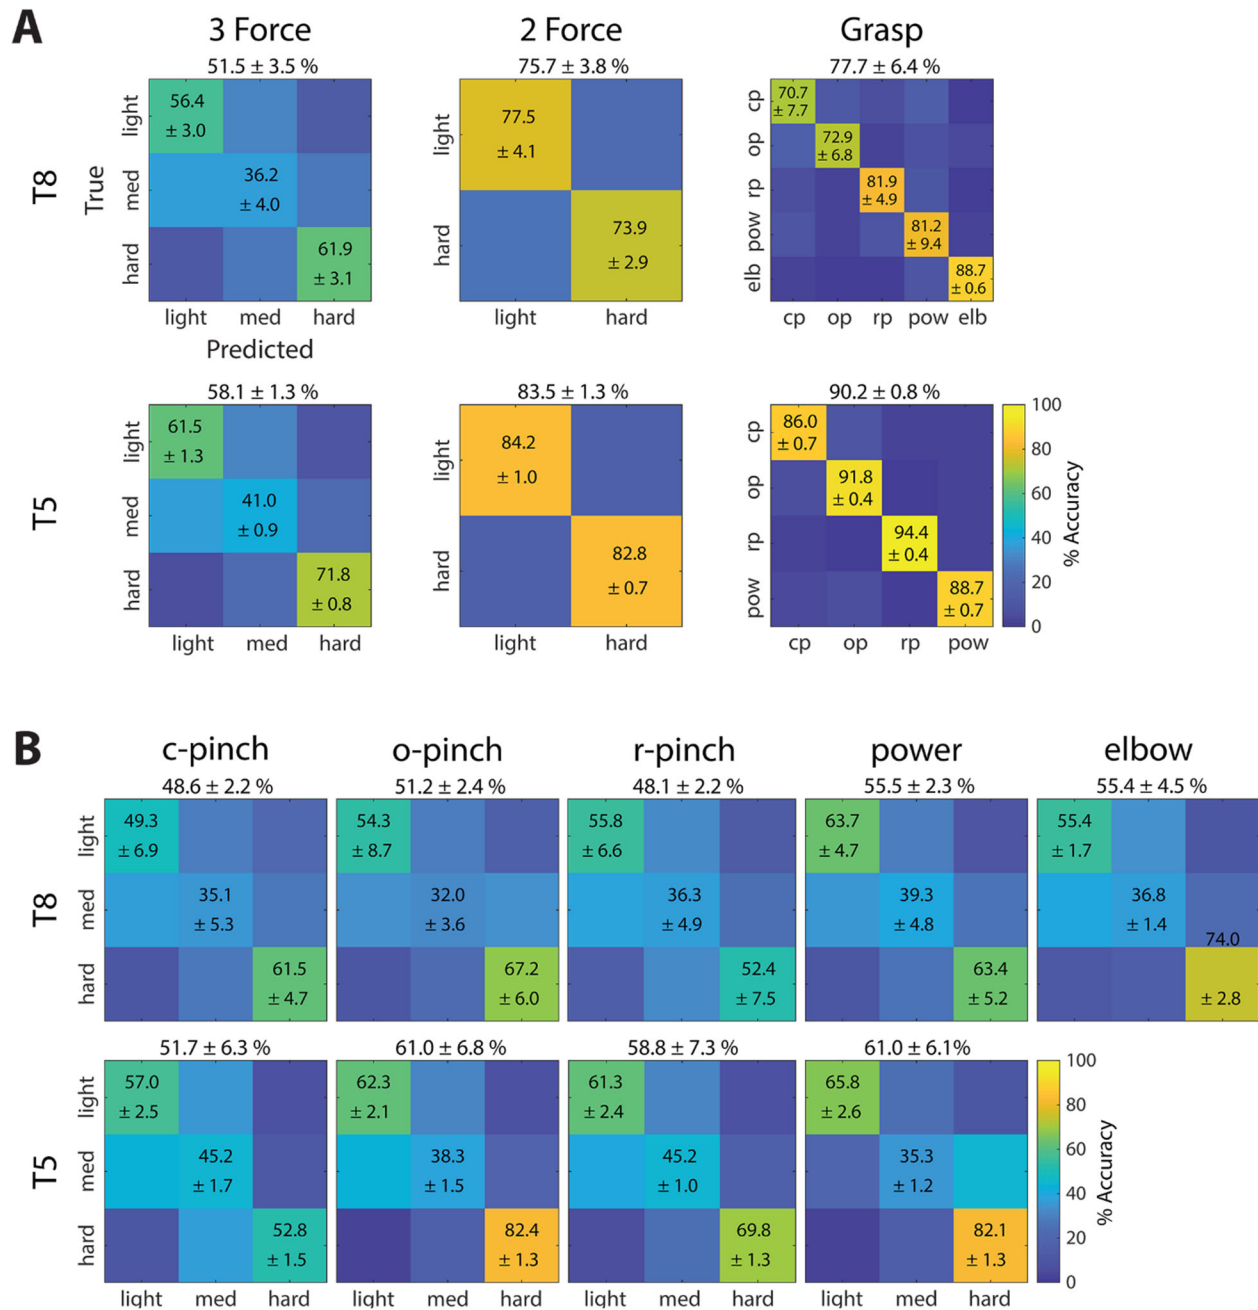 A
3 Force
2 Force
Grasp
51.5 ± 3.5 %
75.7 ± 3.8 %
77.7 ± 6.4 %
T8
True
light
med
hard
56.4
± 3.0
36.2
± 4.0
61.9
± 3.1
light med hard
Predicted
light
hard
77.5
± 4.1
73.9
± 2.9
light hard
cp
op
rp
pow
elb
70.7
± 7.7
72.9
± 6.8
81.9
± 4.9
81.2
± 9.4
88.7
± 0.6
cp op rp pow elb
58.1 ± 1.3 %
83.5 ± 1.3 %
90.2 ± 0.8 %
T5
light
med
hard
61.5
± 1.3
41.0
± 0.9
71.8
± 0.8
light med hard
light
hard
84.2
± 1.0
82.8
± 0.7
light hard
cp
op
rp
pow
86.0
± 0.7
91.8
± 0.4
94.4
± 0.4
88.7
± 0.7
cp op rp pow
100
80
60
40
20
0
% Accuracy
B
c-pinch
o-pinch
r-pinch
power
elbow
48.6 ± 2.2 %
51.2 ± 2.4 %
48.1 ± 2.2 %
55.5 ± 2.3 %
55.4 ± 4.5 %
T8
light
med
hard
49.3
± 6.9
35.1
± 5.3
61.5
± 4.7
54.3
± 8.7
32.0
± 3.6
67.2
± 6.0
55.8
± 6.6
36.3
± 4.9
52.4
± 7.5
63.7
± 4.7
39.3
± 4.8
63.4
± 5.2
55.4
± 1.7
36.8
± 1.4
74.0
± 2.8
51.7 ± 6.3 %
61.0 ± 6.8 %
58.8 ± 7.3 %
61.0 ± 6.1%
T5
light
med
hard
57.0
± 2.5
45.2
± 1.7
52.8
± 1.5
light med hard
62.3
± 2.1
38.3
± 1.5
82.4
± 1.3
light med hard
61.3
± 2.4
45.2
± 1.0
69.8
± 1.3
light med hard
65.8
± 2.6
35.3
± 1.2
82.1
± 1.3
light med hard
100
80
60
40
20
0
% Accuracy